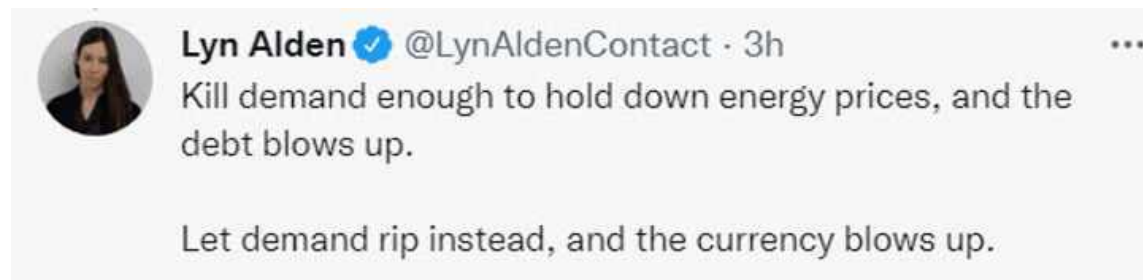 Lyn Alden @LynAldenContact · 3h
Kill demand enough to hold down energy prices, and the
debt blows up.
Let demand rip instead, and the currency blows up.